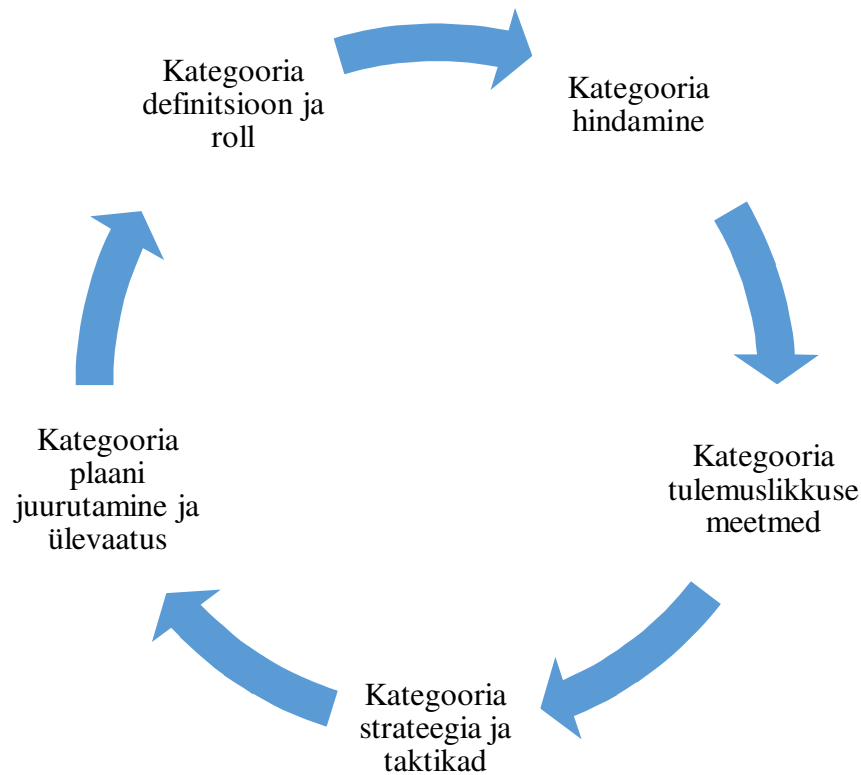 Kategooria
definitsioon ja
roll
Kategooria
hindamine
Kategooria
tulemuslikkuse
meetmed
Kategooria
strateegia ja
taktikad
Kategooria
plaani
juurutamine ja
ülevaatus